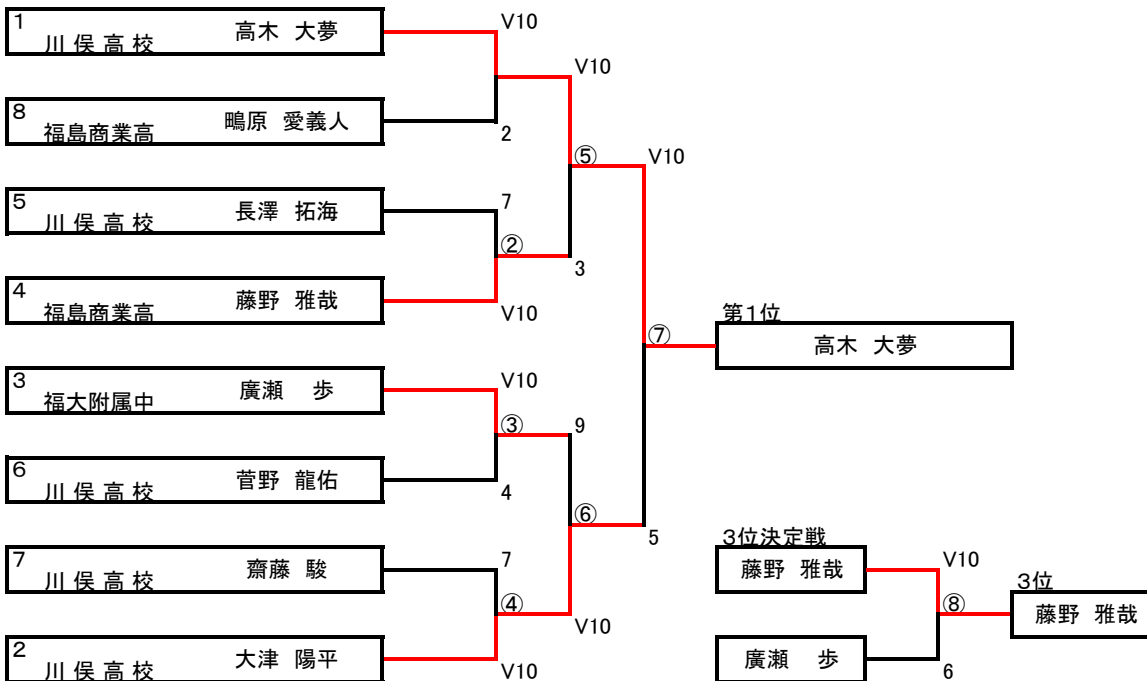 1
川 俣 高 校
高木 大夢
V10
8
福島商業高
鴫原 愛義人
2
V10
5
川 俣 高 校
長澤 拓海
7
②
4
福島商業高
藤野 雅哉
V10
3
⑤
V10
3
福大附属中
廣瀬 歩
V10
③
6
川 俣 高 校
菅野 龍佑
4
9
7
川 俣 高 校
齋藤 駿
7
④
2
川 俣 高 校
大津 陽平
V10
V10
⑥
5
⑦
第1位
高木 大夢
3位決定戦
藤野 雅哉
V10
⑧
廣瀬 歩
6
3位
藤野 雅哉